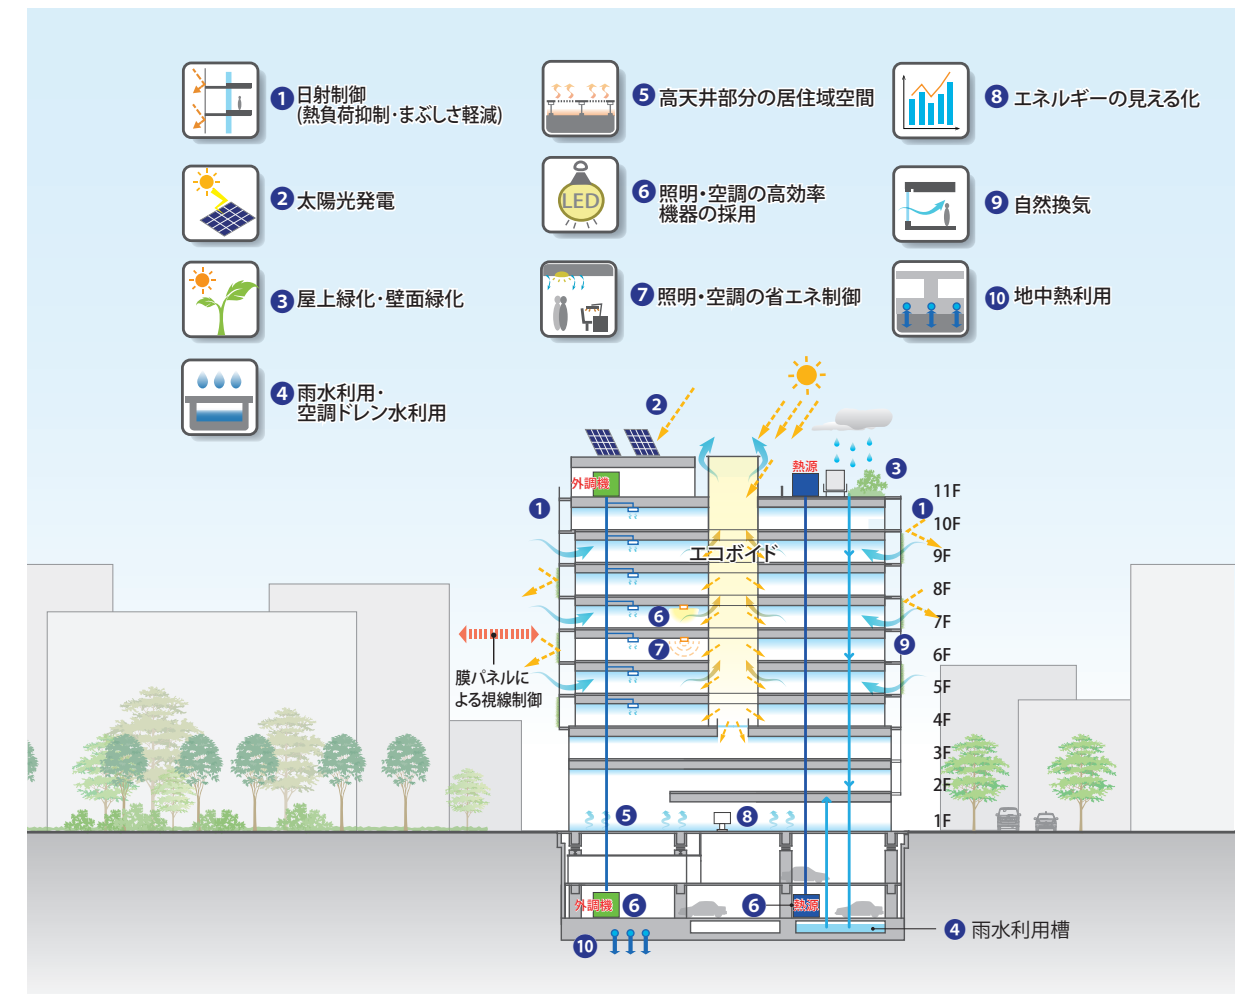 1 日射制御
(熱負荷抑制・まぶしさ軽減)
2 太陽光発電
3 屋上緑化・壁面緑化
4 雨水利用・
空調ドレン水利用
5 高天井部分の居住域空間
LED
6 照明・空調の高効率
機器の採用
7 照明・空調の省エネ制御
8 エネルギーの見える化
9 自然換気
10 地中熱利用
2
熱源
3
外調機
11F
1
1
10F
エコボイド
9F
8F
6
7F
7
9
6F
膜パネルに
よる視線制御
5F
4F
3F
2F
5
8
1F
外調機
6
6
熱源
4 雨水利用槽
10